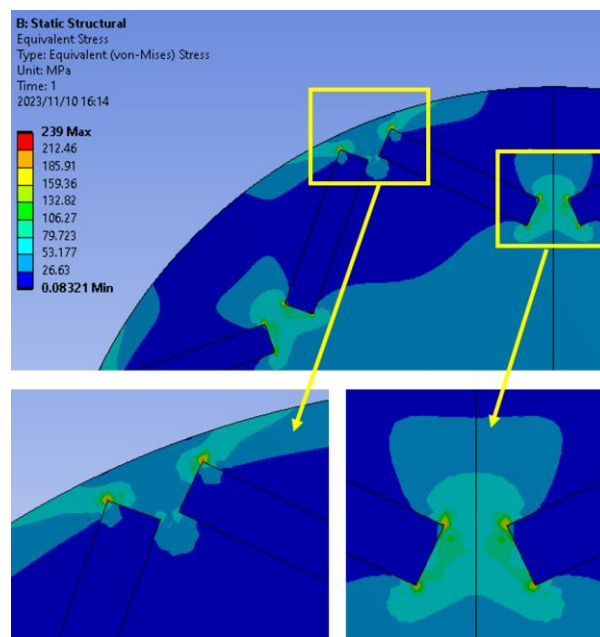 B: Static Structural
Equivalent Stress
Type: Equivalent (von-Mises) Stress
Unit: MPa
Time: 1
2023/11/10 16:14
239 Max
212.46
185.91
159.36
132.82
106.27
79.723
53.177
26.63
0.08321 Min